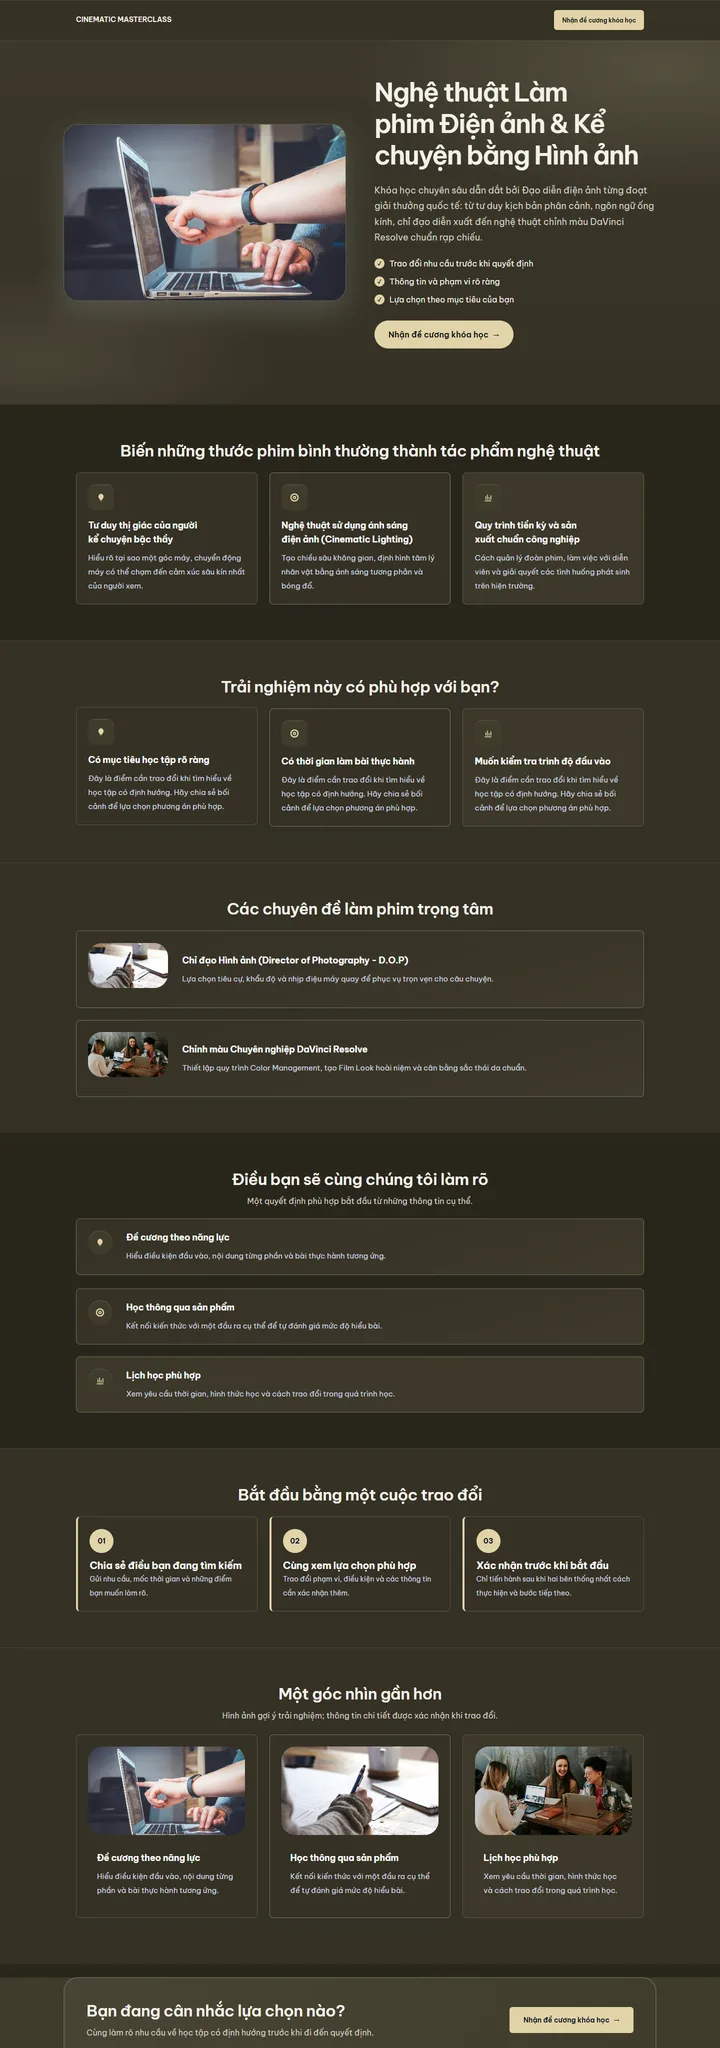 CINEMATIC MASTERCLASS
Nhận đề cương khóa học
Nghệ thuật Làm
phim Điện ảnh & Kể
chuyện bằng Hình ảnh
Khóa học chuyên sâu dẫn dắt bởi Đạo diễn điện ảnh từng đoạt
giải thưởng quốc tế: từ tư duy kịch bản phân cảnh, ngôn ngữ ống
kính, chỉ đạo diễn xuất đến nghệ thuật chỉnh màu DaVinci
Resolve chuẩn rạp chiếu.
Trao đổi nhu cầu trước khi quyết định
Thông tin và phạm vi rõ ràng
Lựa chọn theo mục tiêu của bạn
Nhận đề cương khóa học →
Biến những thước phim bình thường thành tác phẩm nghệ thuật
Tư duy thị giác của người
kể chuyện bậc thầy
Hiểu rõ tại sao một góc máy, chuyển động
máy có thể chạm đến cảm xúc sâu kín nhất
của người xem.
Nghệ thuật sử dụng ánh sáng
điện ảnh (Cinematic Lighting)
Tạo chiều sâu không gian, định hình tâm lý
nhân vật bằng ánh sáng tương phản và
bóng đổ.
Quy trình tiền kỳ và sản
xuất chuẩn công nghiệp
Cách quản lý đoàn phim, làm việc với diễn
viên và giải quyết các tình huống phát sinh
trên hiện trường.
Trải nghiệm này có phù hợp với bạn?
Có mục tiêu học tập rõ ràng
Đây là điểm cần trao đổi khi tìm hiểu về
học tập có định hướng. Hãy chia sẻ bối
cảnh để lựa chọn phương án phù hợp.
Có thời gian làm bài thực hành
Đây là điểm cần trao đổi khi tìm hiểu về
học tập có định hướng. Hãy chia sẻ bối
cảnh để lựa chọn phương án phù hợp.
Muốn kiểm tra trình độ đầu vào
Đây là điểm cần trao đổi khi tìm hiểu về
học tập có định hướng. Hãy chia sẻ bối
cảnh để lựa chọn phương án phù hợp.
Các chuyên đề làm phim trọng tâm
Chỉ đạo Hình ảnh (Director of Photography - D.O.P)
Lựa chọn tiêu cự, khẩu độ và nhịp điệu máy quay để phục vụ trọn vẹn cho câu chuyện.
Chỉnh màu Chuyên nghiệp DaVinci Resolve
Thiết lập quy trình Color Management, tạo Film Look hoài niệm và cân bằng sắc thái da chuẩn.
Điều bạn sẽ cùng chúng tôi làm rõ
Một quyết định phù hợp bắt đầu từ những thông tin cụ thể.
Đề cương theo năng lực
Hiểu điều kiện đầu vào, nội dung từng phần và bài thực hành tương ứng.
Học thông qua sản phẩm
Kết nối kiến thức với một đầu ra cụ thể để tự đánh giá mức độ hiểu bài.
Lịch học phù hợp
Xem yêu cầu thời gian, hình thức học và cách trao đổi trong quá trình học.
Bắt đầu bằng một cuộc trao đổi
01
Chia sẻ điều bạn đang tìm kiếm
Gửi nhu cầu, mốc thời gian và những điểm
bạn muốn làm rõ.
02
Cùng xem lựa chọn phù hợp
Trao đổi phạm vi, điều kiện và các thông tin
cần xác nhận thêm.
03
Xác nhận trước khi bắt đầu
Chỉ tiến hành sau khi hai bên thống nhất cách
thực hiện và bước tiếp theo.
Một góc nhìn gần hơn
Hình ảnh gợi ý trải nghiệm; thông tin chi tiết được xác nhận khi trao đổi.
Đề cương theo năng lực
Hiểu điều kiện đầu vào, nội dung từng
phần và bài thực hành tương ứng.
Học thông qua sản phẩm
Kết nối kiến thức với một đầu ra cụ thể
để tự đánh giá mức độ hiểu bài.
Lịch học phù hợp
Xem yêu cầu thời gian, hình thức học
và cách trao đổi trong quá trình học.
Bạn đang cân nhắc lựa chọn nào?
Cùng làm rõ nhu cầu về học tập có định hướng trước khi đi đến quyết định.
Nhận đề cương khóa học →